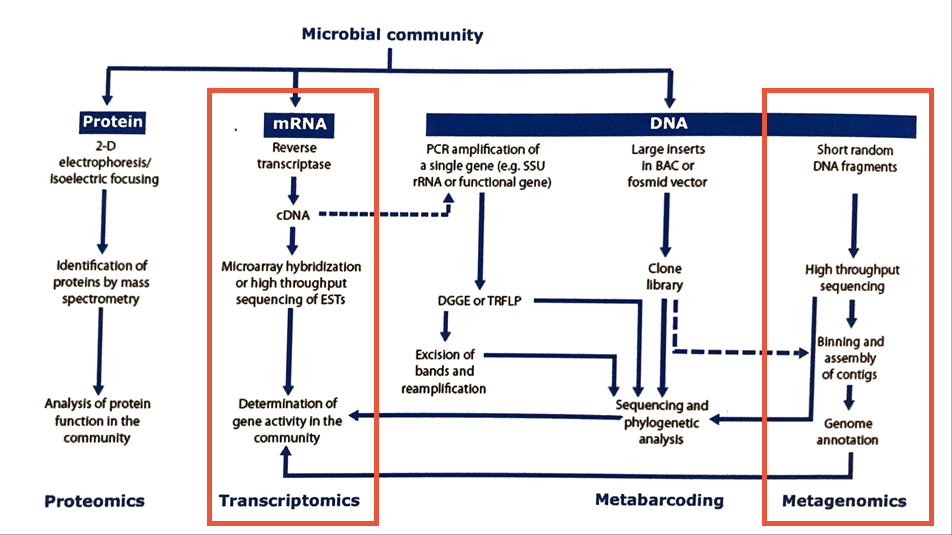 Microbial community
Protein
mRNA
DNA
2-D
electrophoresis/
isoelectric focusing
Identification of
proteins by mass
spectrometry
Analysis of protein
function in the
community
Proteomics
Reverse
transcriptase
cDNA
Microarray hybridization
or high throughput
sequencing of ESTs
Determination of
gene activity in the
community
Transcriptomics
PCR amplification of
a single gene (e.g. SSU
rRNA or functional gene)
DGGE or TRFLP
Excision of
bands and
reamplification
Large inserts
in BAC or
fosmid vector
Clone
library
Sequencing and
phylogenetic
analysis
Metabarcoding
Short random
DNA fragments
High throughput
sequencing
Binning and
assembly
of contigs
Genome
annotation
Metagenomics